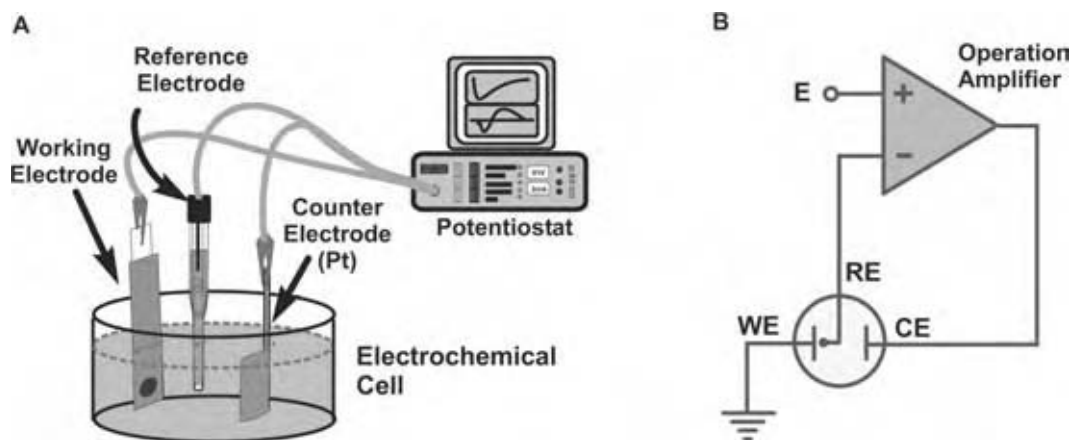 A
Reference
Electrode
Working
Electrode
Counter
Electrode
(Pt)
Potentiostat
Electrochemical
Cell
B
Operation
Amplifier
E
+
−
RE
WE
CE